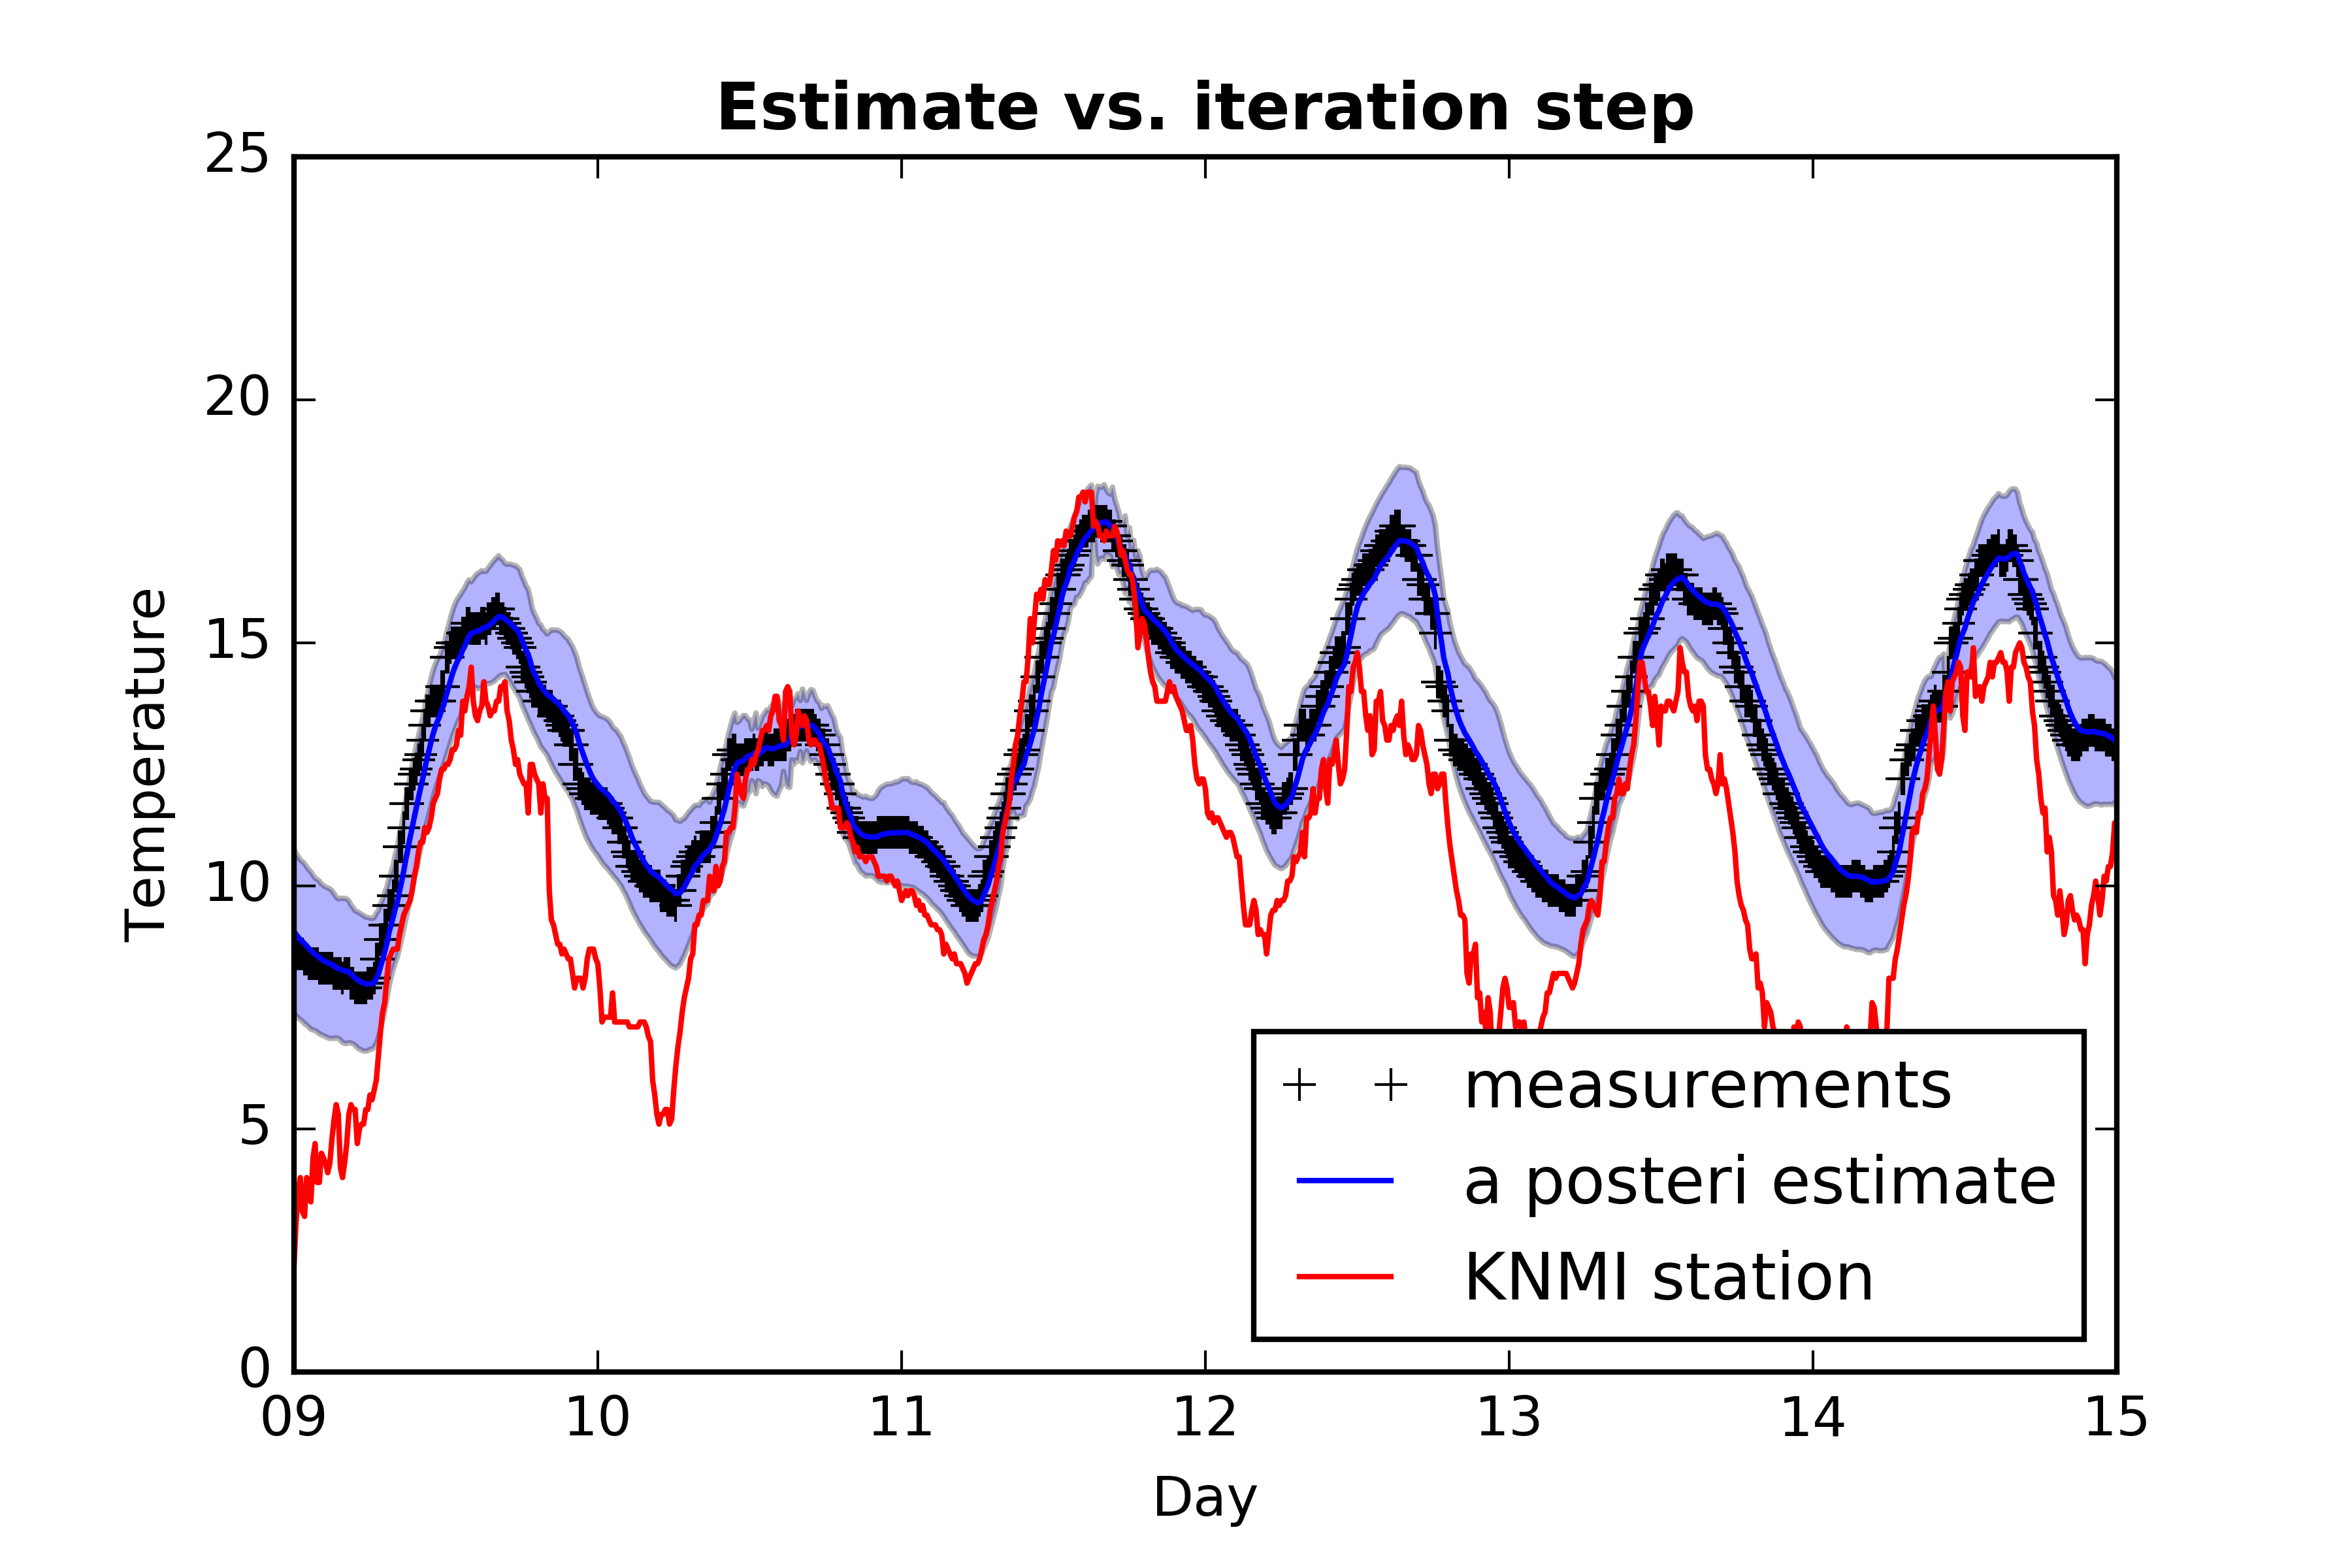 Estimate vs. iteration step
25
20
15
10
5
0
Temperature
09 10 11 12 13 14 15
Day
measurements
a posteri estimate
KNMI station